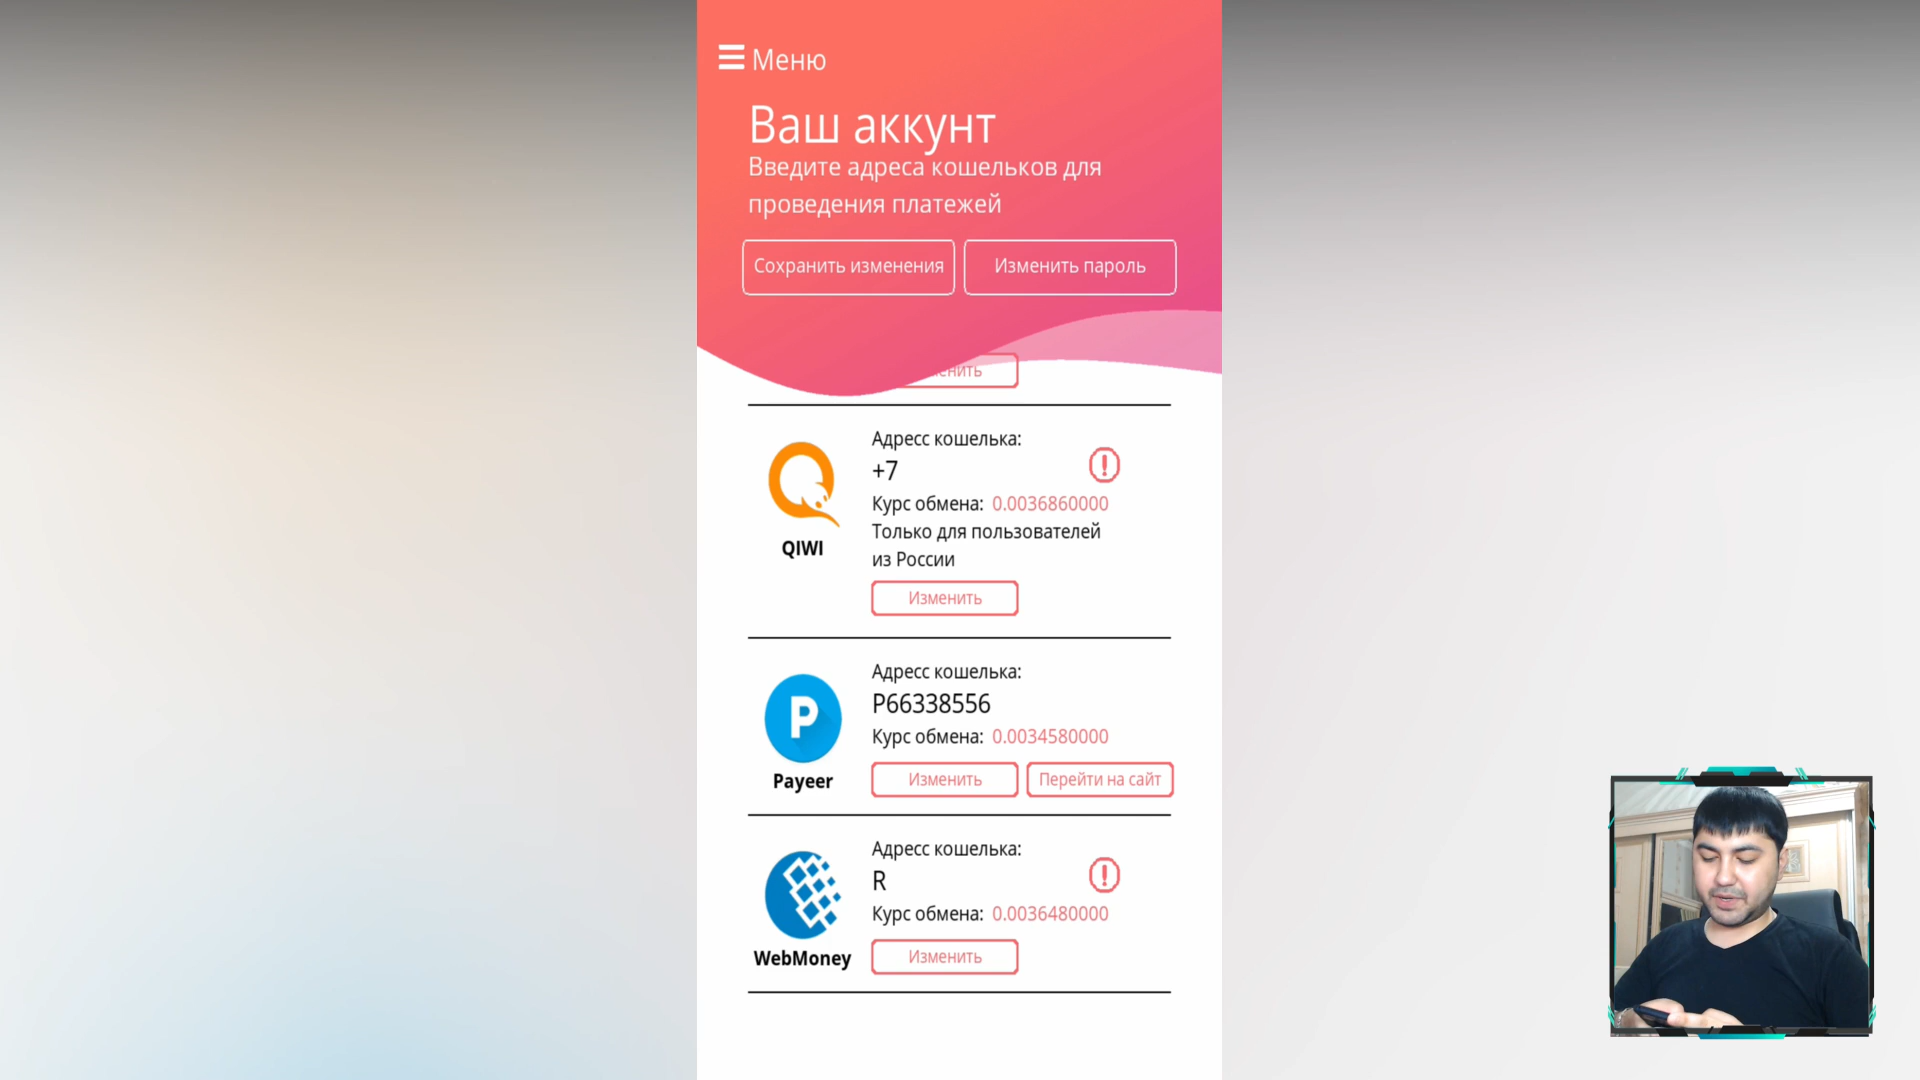 Меню
Ваш аккунт
Введите адреса кошельков для
проведения платежей
Сохранить изменения
Изменить пароль
Адресс кошелька:
+7
Курс обмена: 0.0036860000
Только для пользователей
из России
QIWI
Изменить
Адресс кошелька:
P66338556
Курс обмена: 0.0034580000
Payeer
Изменить
Перейти на сайт
Адресс кошелька:
R
Курс обмена: 0.0036480000
WebMoney
Изменить